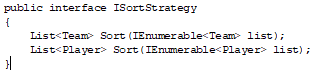 public interface ISortStrategy
{
    List<Team> Sort(IEnumerable<Team> list);
    List<Player> Sort(IEnumerable<Player> list);
}